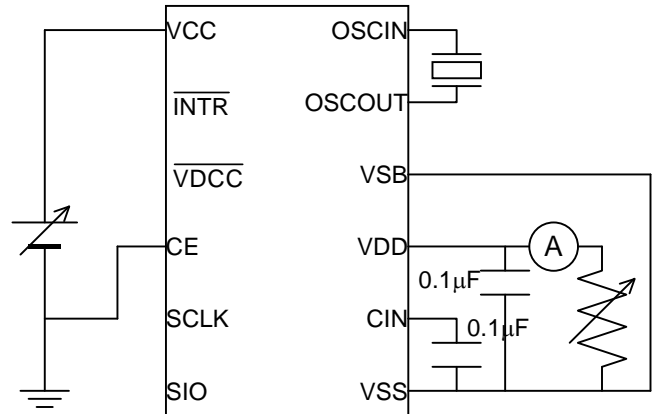 VCC
OSCIN
INTR
OSCOUT
VDCC
VSB
CE
VDD
A
0.1μF
SCLK
CIN
0.1μF
SIO
VSS